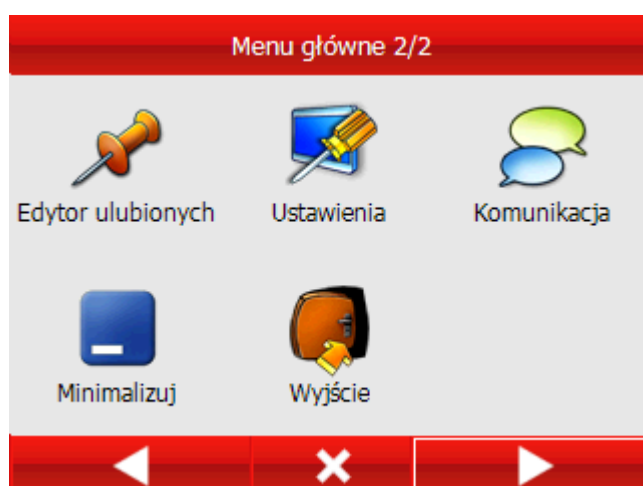 Menu główne 2/2
Edytor ulubionych
Ustawienia
Komunikacja
Minimalizuj
Wyjście